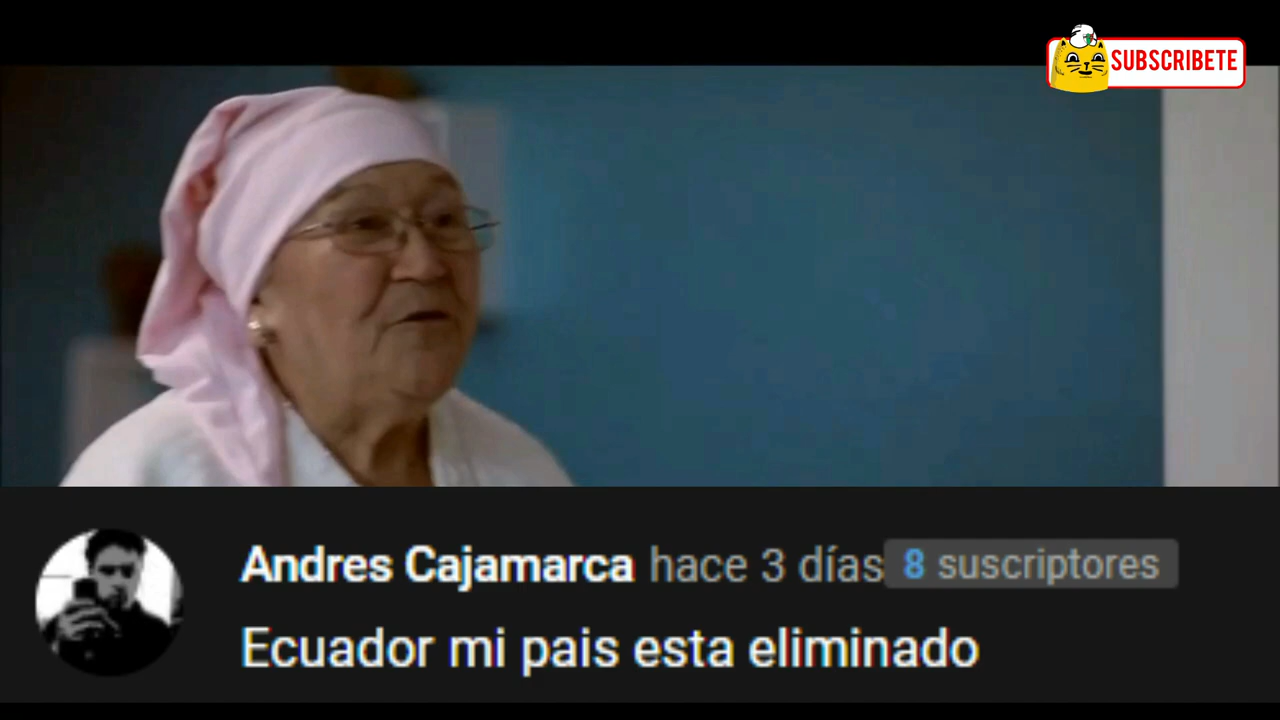 SUBSCRIBETE
Andres Cajamarca hace 3 días 8 suscriptores
Ecuador mi pais esta eliminado